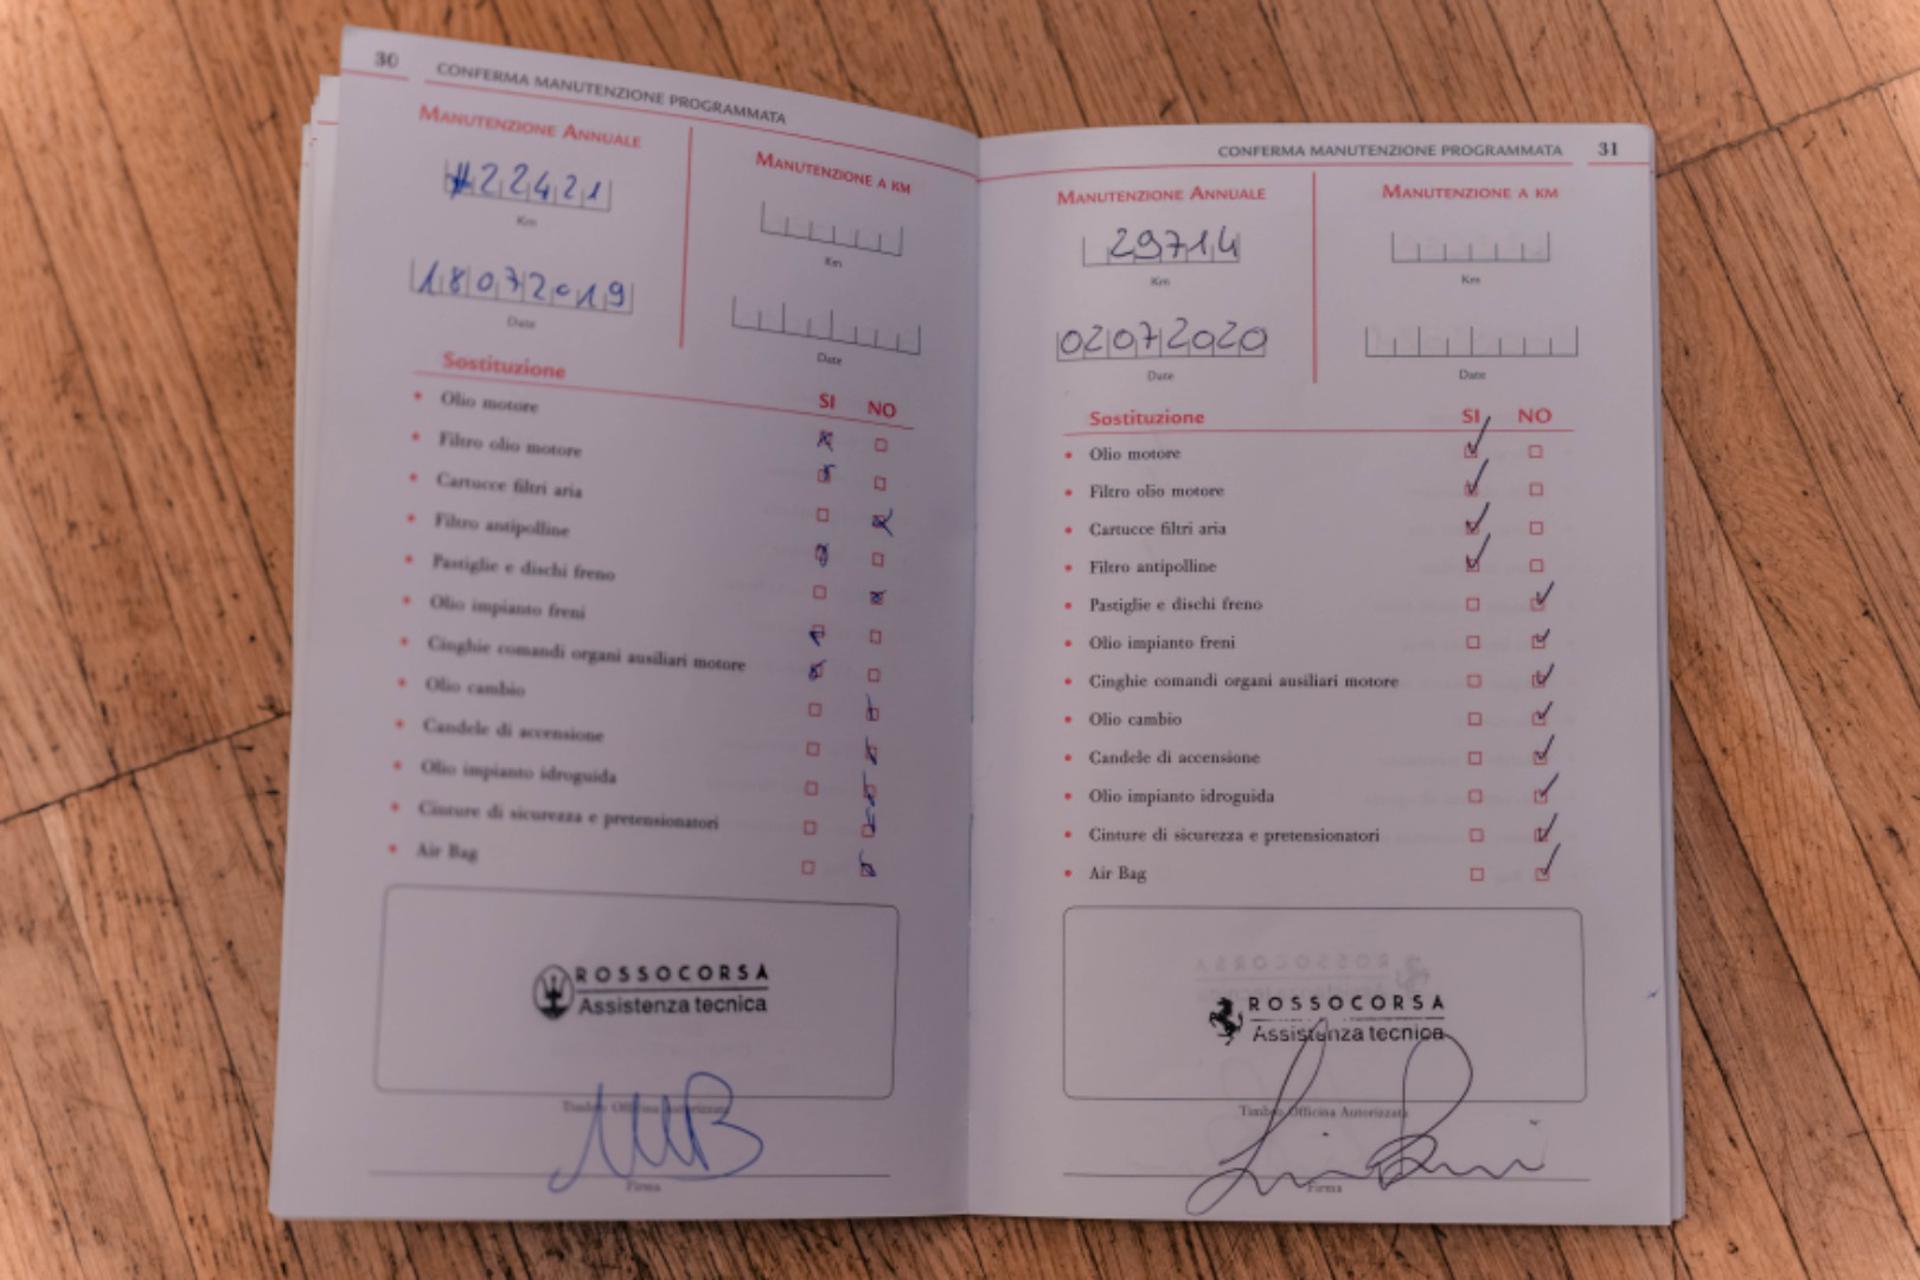 30 CONFERMA MANUTENZIONE PROGRAMMATA
MANUTENZIONE ANNUALE
22421
Km
18072019
Date
MANUTENZIONE A KM
Km
Date
Sostituzione SI NO
• Olio motore
• Filtro olio motore
• Cartucce filtri aria
• Filtro antipolline
• Pastiglie e dischi freno
• Olio impianto freni
• Cinghie comandi organi ausiliari motore
• Olio cambio
• Candele di accensione
• Olio impianto idroguida
• Cinture di sicurezza e pretensionatori
• Air Bag
ROSSOCORSA
Assistenza tecnica
Timbro Officina Autorizzata
Firma
CONFERMA MANUTENZIONE PROGRAMMATA 31
MANUTENZIONE ANNUALE
29714
Km
02072020
Date
MANUTENZIONE A KM
Km
Date
Sostituzione SI NO
• Olio motore
• Filtro olio motore
• Cartucce filtri aria
• Filtro antipolline
• Pastiglie e dischi freno
• Olio impianto freni
• Cinghie comandi organi ausiliari motore
• Olio cambio
• Candele di accensione
• Olio impianto idroguida
• Cinture di sicurezza e pretensionatori
• Air Bag
ROSSOCORSA
Assistenza tecnica
Timbro Officina Autorizzata
Firma